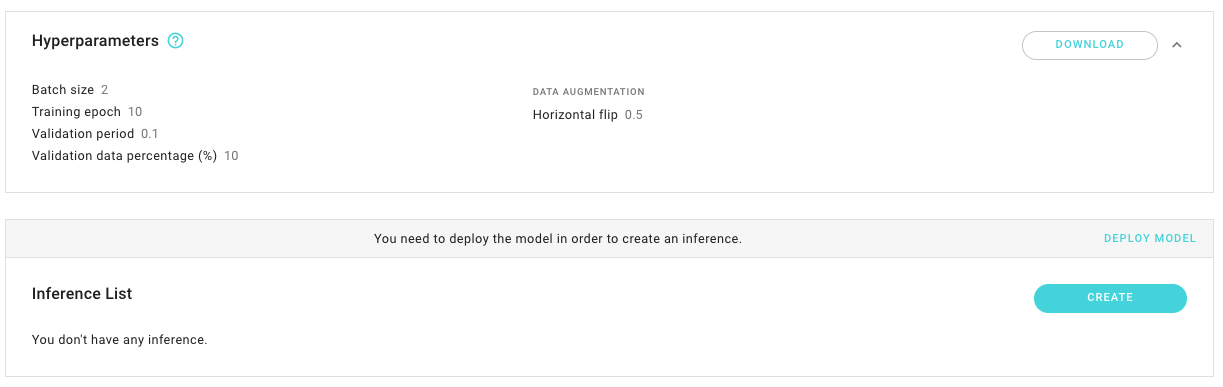 Hyperparameters
DOWNLOAD
Batch size 2
Training epoch 10
Validation period 0.1
Validation data percentage (%) 10
DATA AUGMENTATION
Horizontal flip 0.5
You need to deploy the model in order to create an inference.
DEPLOY MODEL
Inference List
CREATE
You don't have any inference.